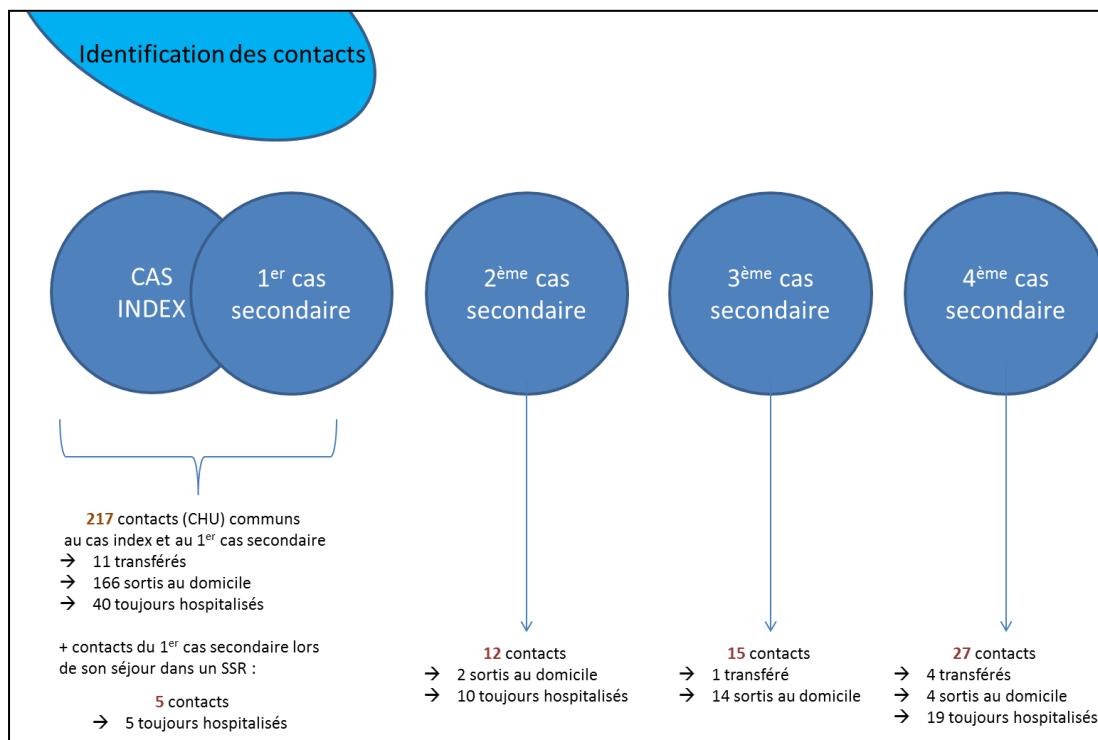 Identification des contacts
CAS
INDEX
1er cas
secondaire
2ème cas
secondaire
3ème cas
secondaire
4ème cas
secondaire
217 contacts (CHU) communs
au cas index et au 1er cas secondaire
→ 11 transférés
→ 166 sortis au domicile
→ 40 toujours hospitalisés
+ contacts du 1er cas secondaire lors
de son séjour dans un SSR :
5 contacts
→ 5 toujours hospitalisés
12 contacts
→ 2 sortis au domicile
→ 10 toujours hospitalisés
15 contacts
→ 1 transféré
→ 14 sortis au domicile
27 contacts
→ 4 transférés
→ 4 sortis au domicile
→ 19 toujours hospitalisés